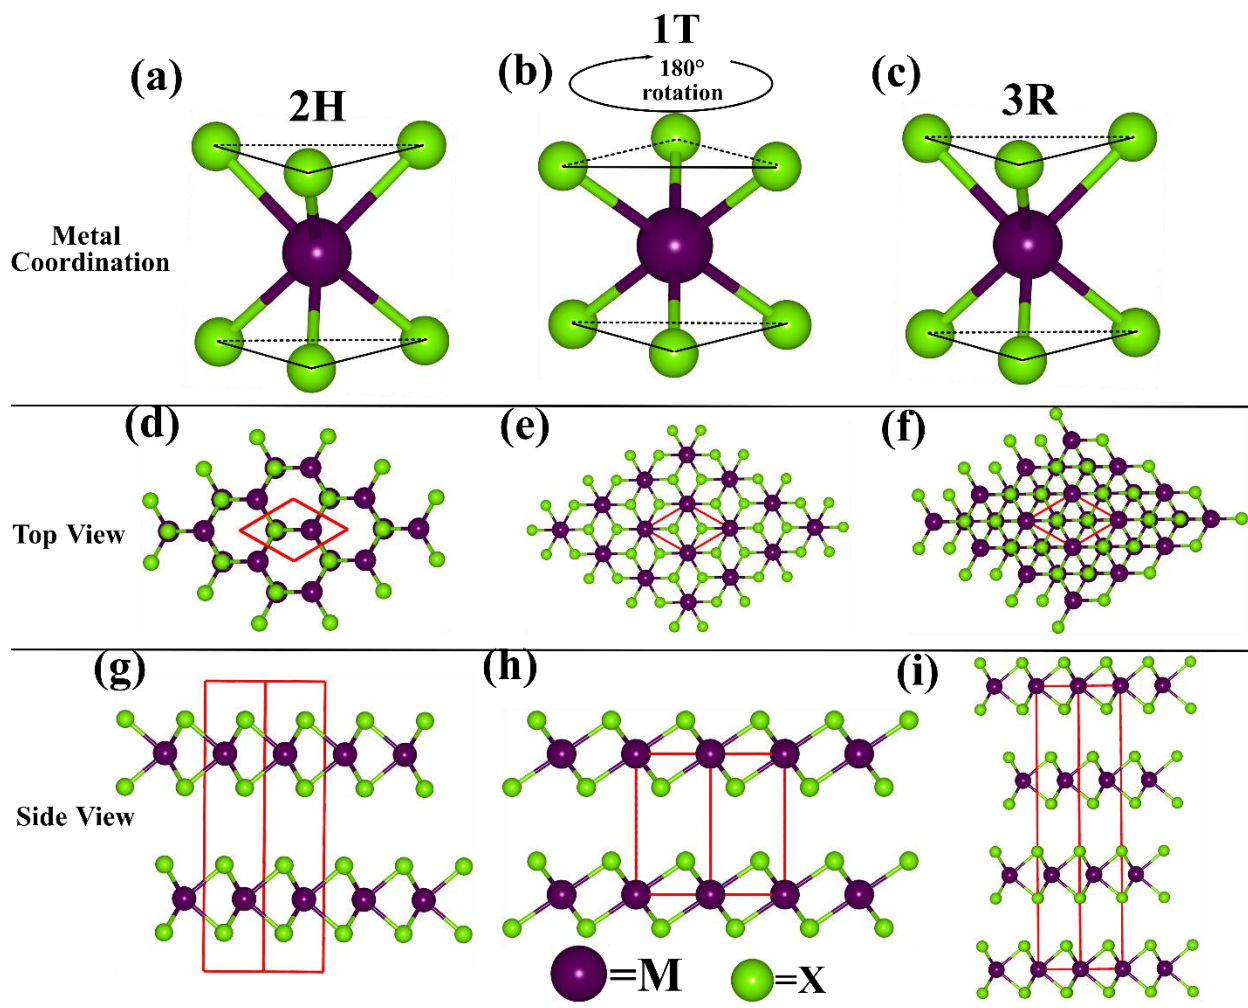 1T
(a)
(b)
180°
rotation
(c)
2H
3R
Metal
Coordination
(d)
(e)
(f)
Top View
(g)
(h)
(i)
Side View
=M
=X